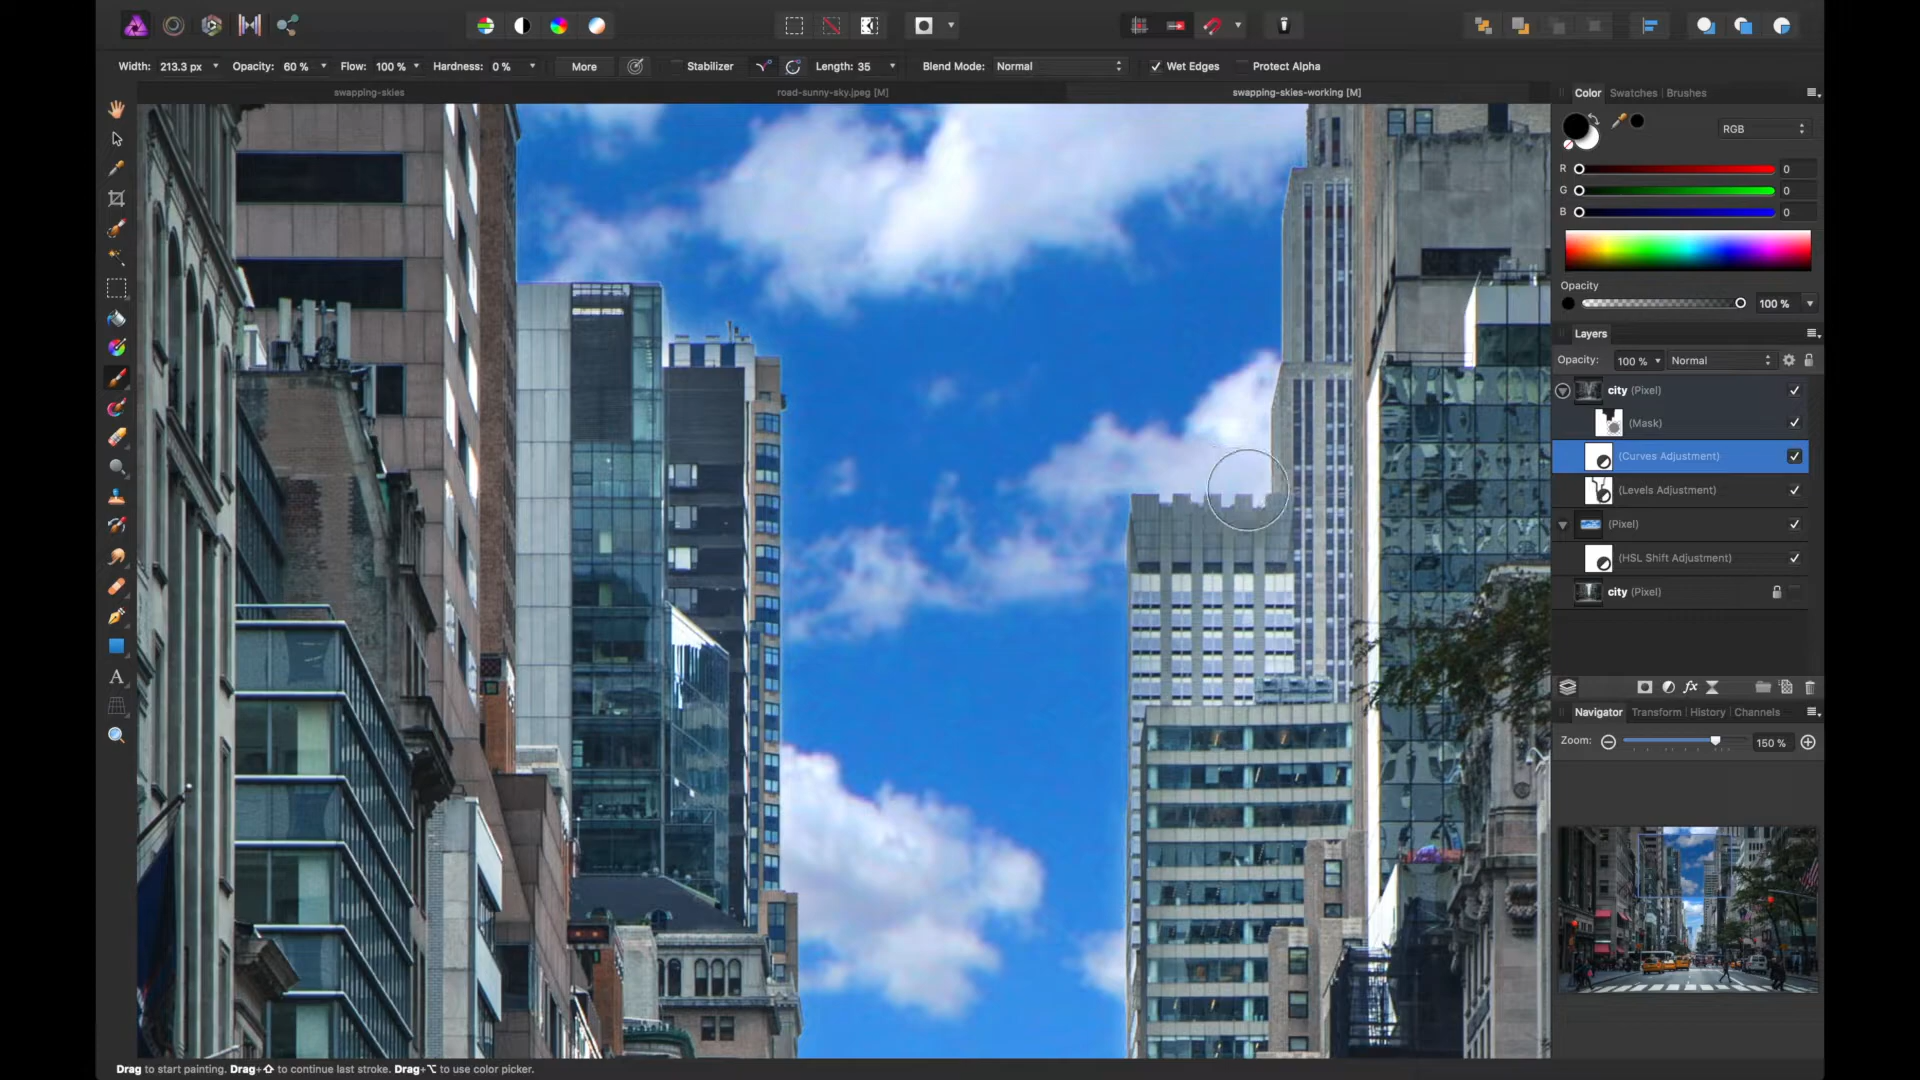 Width: 213.3 px Opacity: 60 % Flow: 100 % Hardness: 0 % More Stabilizer Length: 35 Blend Mode: Normal Wet Edges Protect Alpha
swapping-skies road-sunny-sky.jpeg [M] swapping-skies-working [M]
Color Swatches Brushes
RGB
R 0
G 0
B 0
Opacity
100 %
Layers
Opacity: 100 % Normal
city (Pixel)
(Mask)
(Curves Adjustment)
(Levels Adjustment)
(Pixel)
(HSL Shift Adjustment)
city (Pixel)
fx
Navigator Transform History Channels
Zoom: 150 %
A
Drag to start painting. Drag+⇧ to continue last stroke. Drag+⌥ to use color picker.